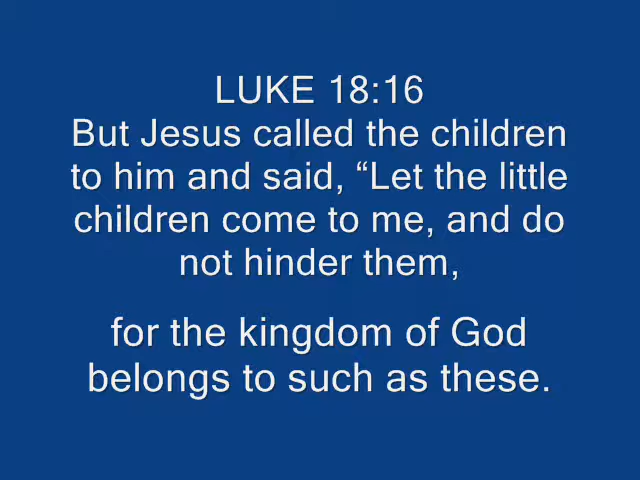 LUKE 18:16
But Jesus called the children
to him and said, “Let the little
children come to me, and do
not hinder them,
for the kingdom of God
belongs to such as these.